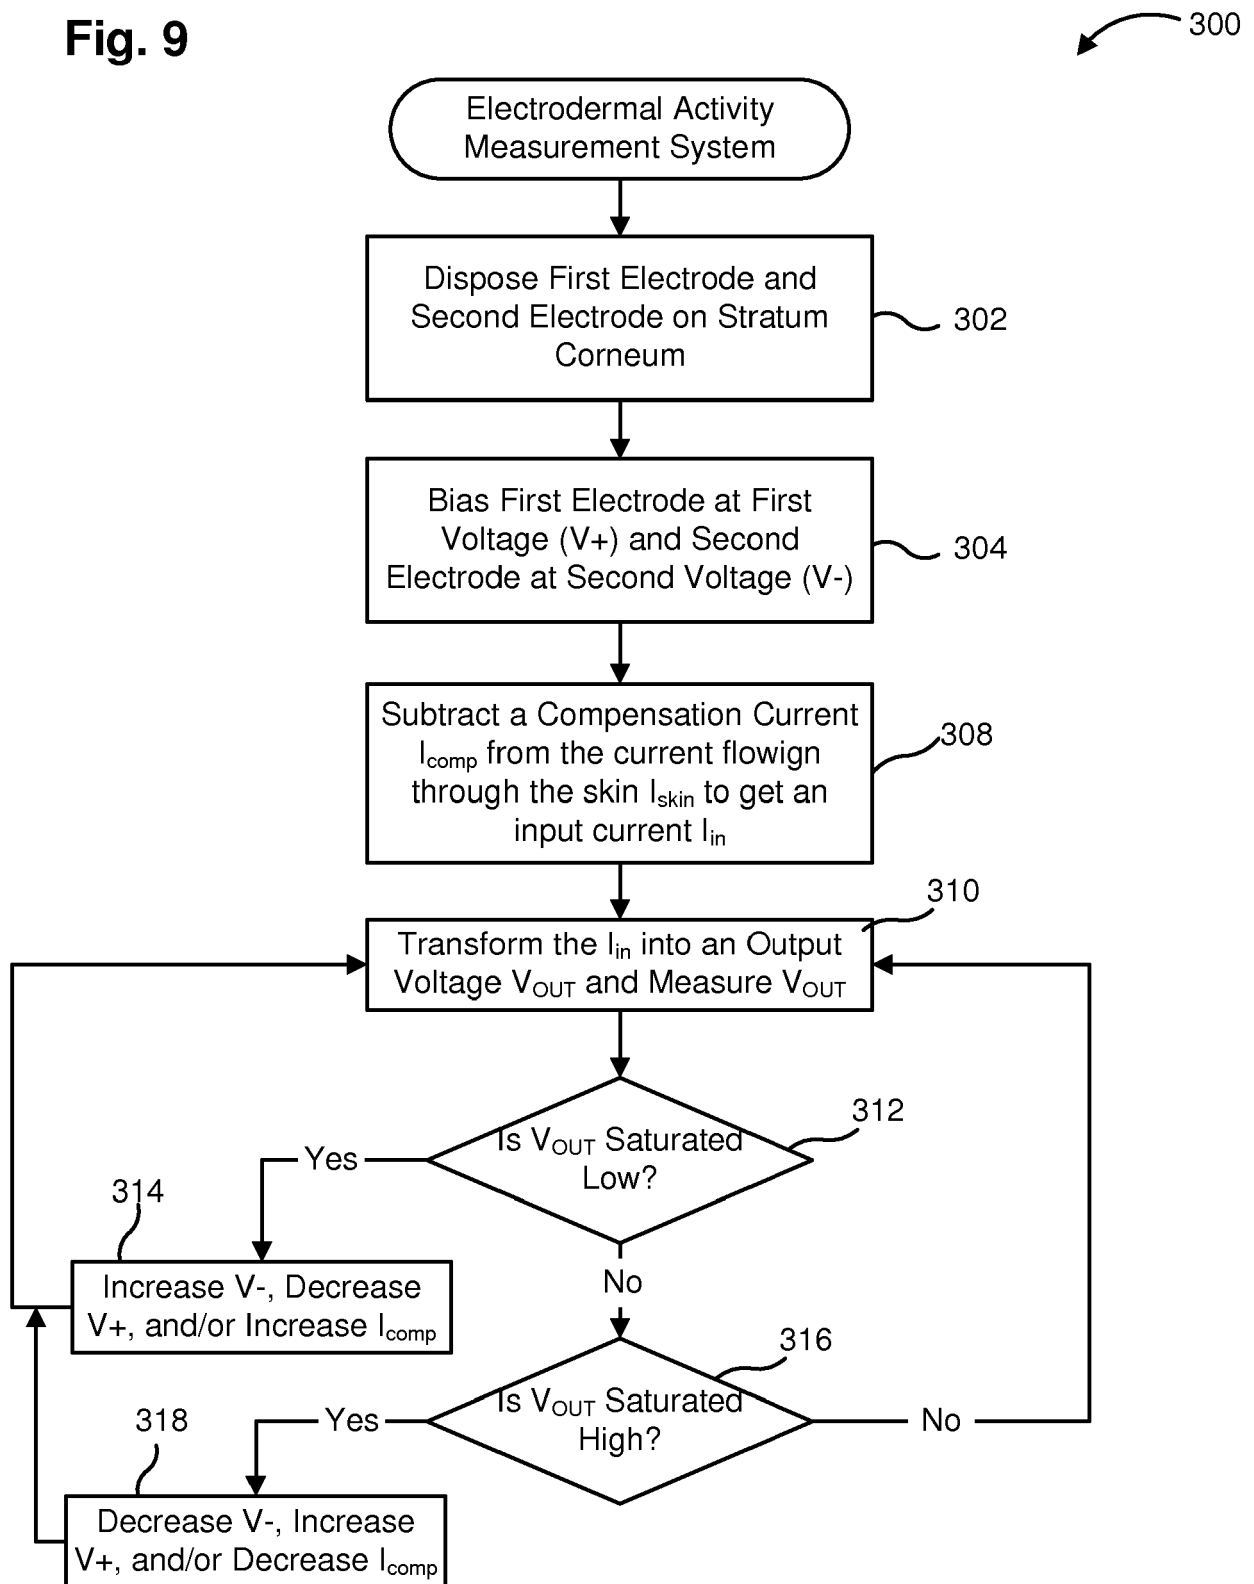 Fig. 9
300
Electrodermal Activity
Measurement System
Dispose First Electrode and
Second Electrode on Stratum
Corneum
302
Bias First Electrode at First
Voltage (V+) and Second
Electrode at Second Voltage (V-)
304
Subtract a Compensation Current
Icomp from the current flowign
through the skin Iskin to get an
input current Iin
308
310
Transform the Iin into an Output
Voltage VOUT and Measure VOUT
312
Is VOUT Saturated
Low?
Yes
314
Increase V-, Decrease
V+, and/or Increase Icomp
No
316
Is VOUT Saturated
High?
Yes
No
318
Decrease V-, Increase
V+, and/or Decrease Icomp